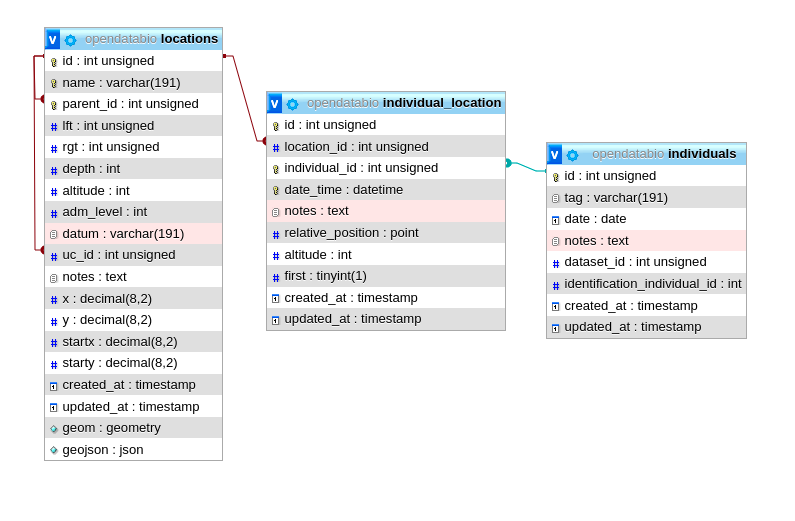 v opendatabio locations
id : int unsigned
name : varchar(191)
parent_id : int unsigned
lft : int unsigned
rgt : int unsigned
depth : int
altitude : int
adm_level : int
datum : varchar(191)
uc_id : int unsigned
notes : text
x : decimal(8,2)
y : decimal(8,2)
startx : decimal(8,2)
starty : decimal(8,2)
created_at : timestamp
updated_at : timestamp
geom : geometry
geojson : json
v opendatabio individual_location
id : int unsigned
location_id : int unsigned
individual_id : int unsigned
date_time : datetime
notes : text
relative_position : point
altitude : int
first : tinyint(1)
created_at : timestamp
updated_at : timestamp
v opendatabio individuals
id : int unsigned
tag : varchar(191)
date : date
notes : text
dataset_id : int unsigned
identification_individual_id : int
created_at : timestamp
updated_at : timestamp